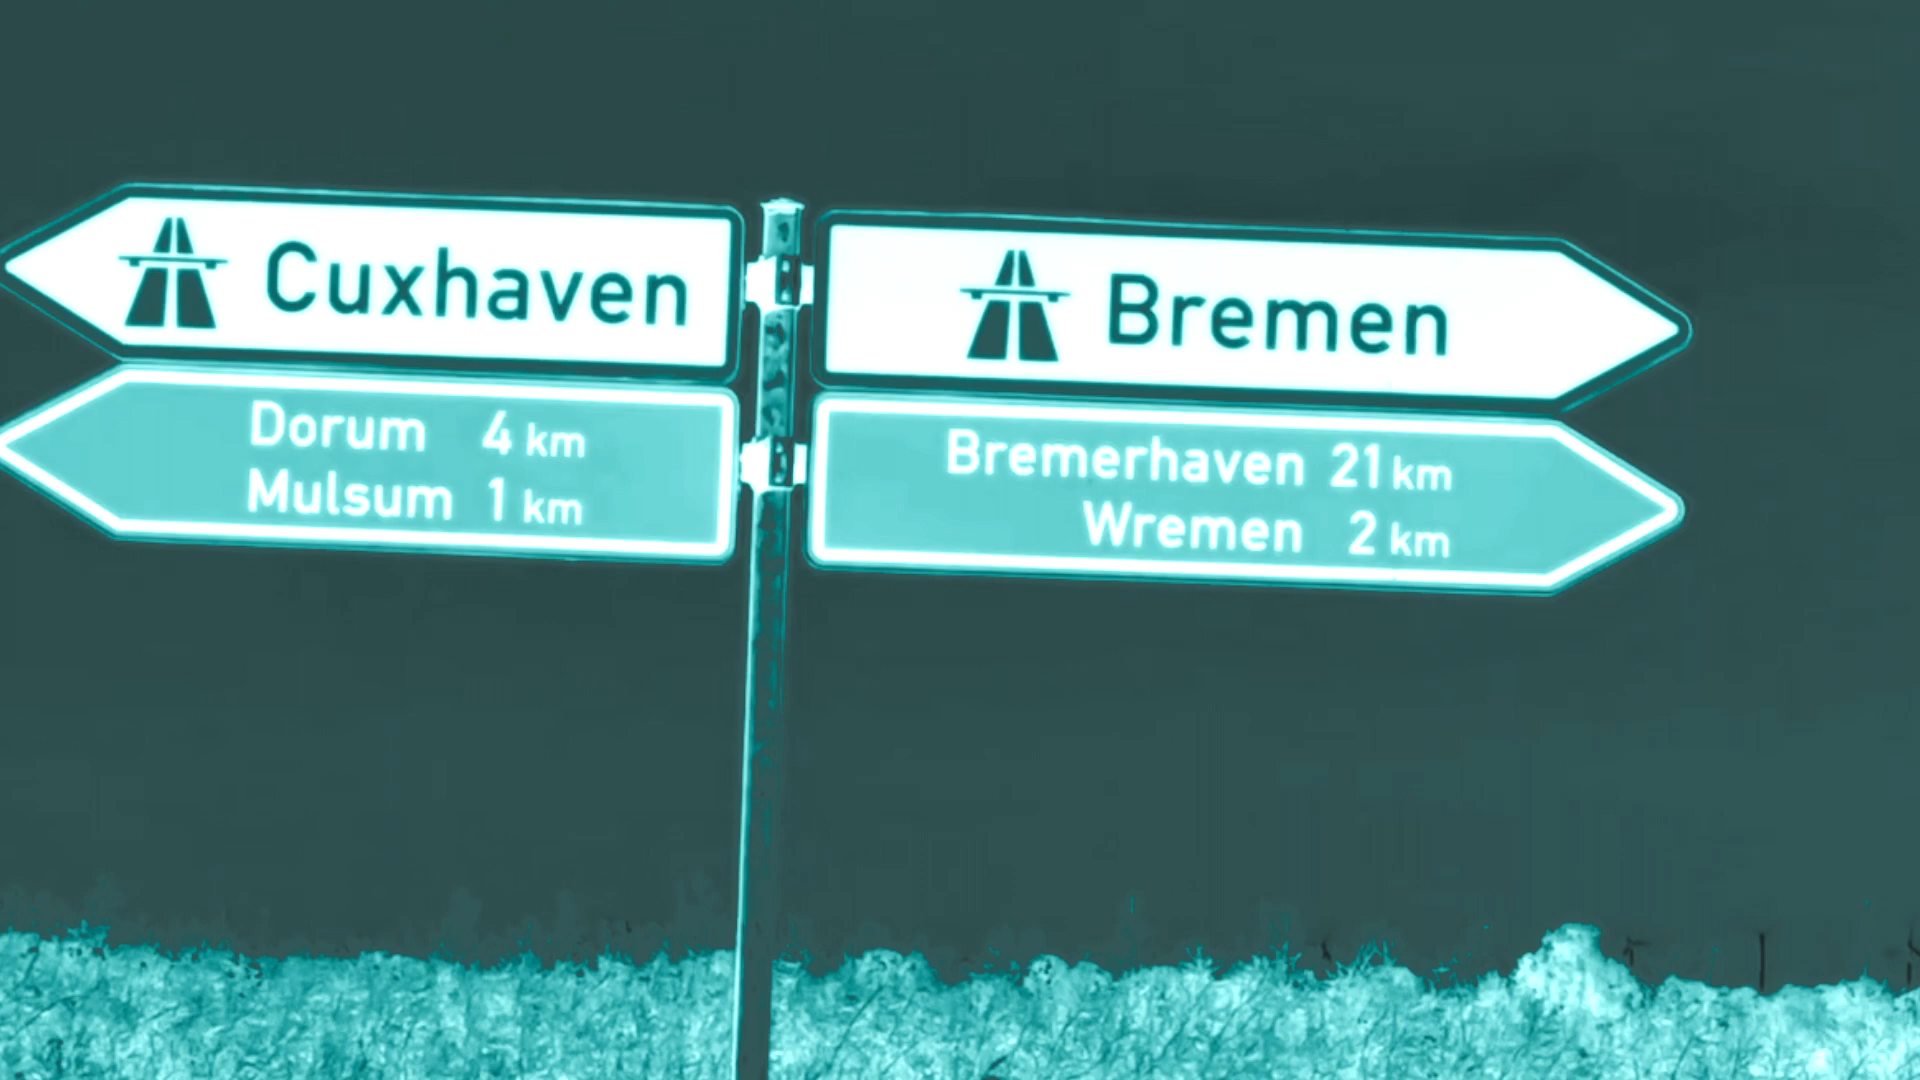 Cuxhaven
Dorum 4 km
Mulsum 1 km
Bremen
Bremerhaven 21 km
Wremen 2 km